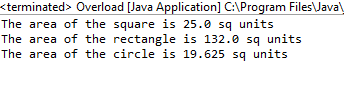 <terminated> Overload [Java Application] C:\Program Files\Java\
The area of the square is 25.0 sq units
The area of the rectangle is 132.0 sq units
The area of the circle is 19.625 sq units